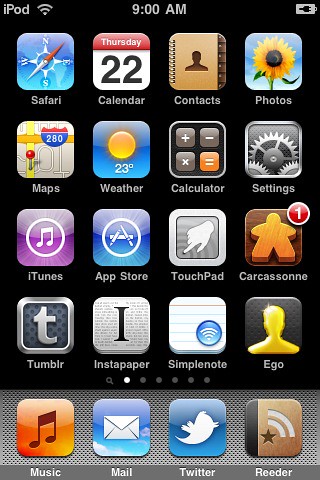 iPod 9:00 AM
Thursday
22
280
23°
1
Safari Calendar Contacts Photos
Maps Weather Calculator Settings
iTunes App Store TouchPad Carcassonne
t I
Tumblr Instapaper Simplenote Ego
Music Mail Twitter Reeder